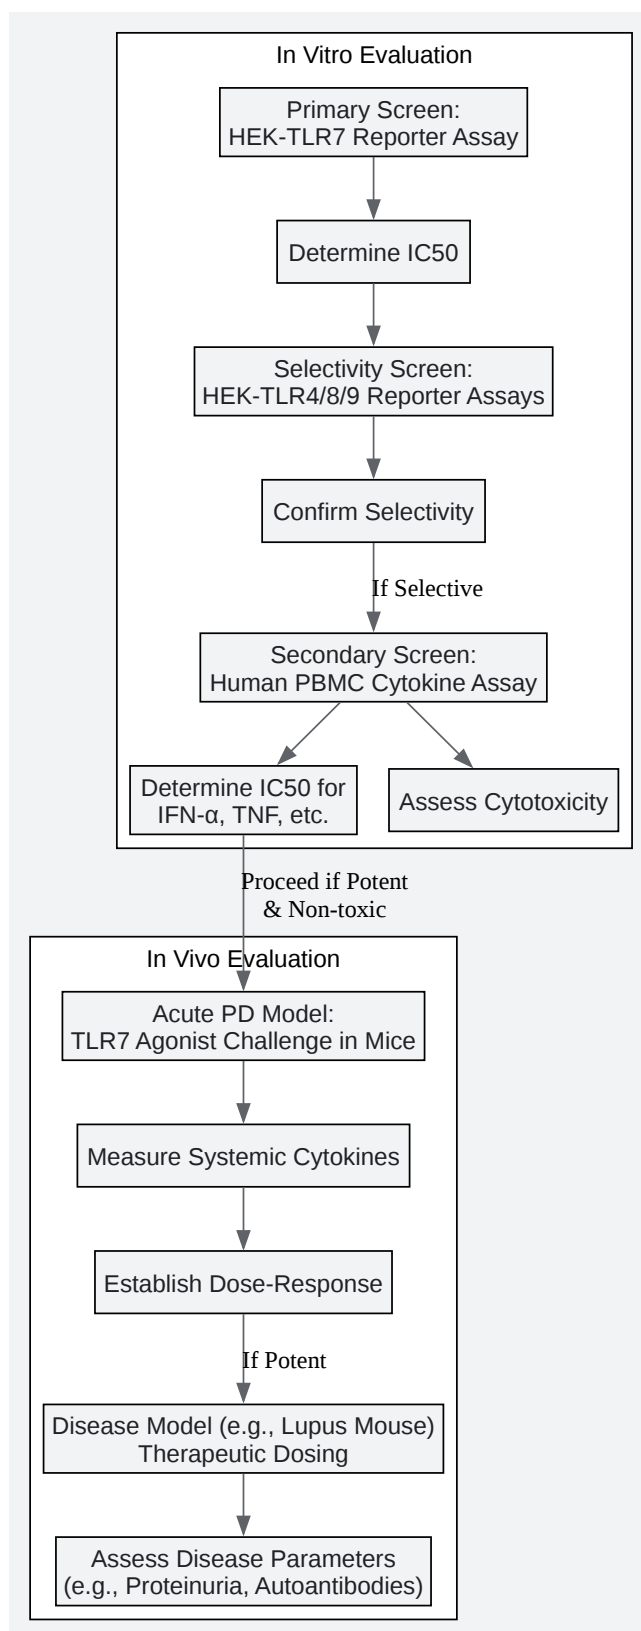 In Vitro Evaluation
Primary Screen:
HEK-TLR7 Reporter Assay
Determine IC50
Selectivity Screen:
HEK-TLR4/8/9 Reporter Assays
Confirm Selectivity
If Selective
Secondary Screen:
Human PBMC Cytokine Assay
Determine IC50 for
IFN-α, TNF, etc.
Assess Cytotoxicity
Proceed if Potent
& Non-toxic
In Vivo Evaluation
Acute PD Model:
TLR7 Agonist Challenge in Mice
Measure Systemic Cytokines
Establish Dose-Response
If Potent
Disease Model (e.g., Lupus Mouse)
Therapeutic Dosing
Assess Disease Parameters
(e.g., Proteinuria, Autoantibodies)